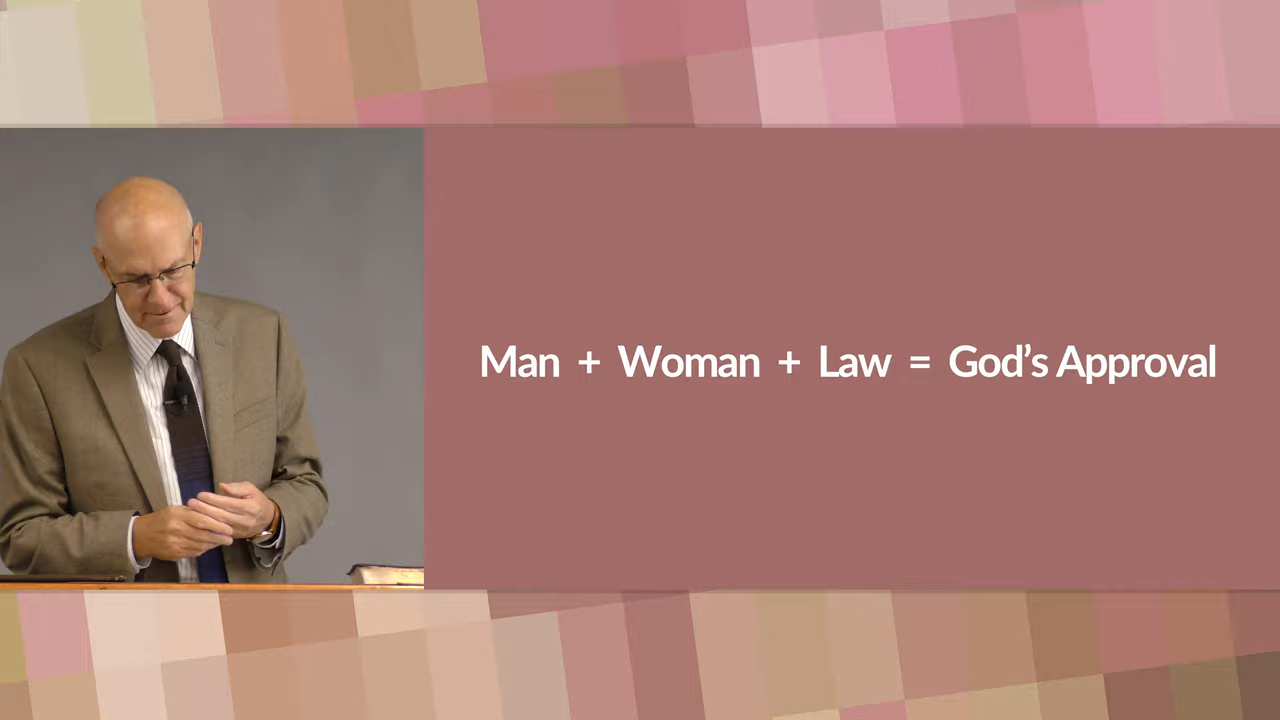 Man + Woman + Law = God’s Approval